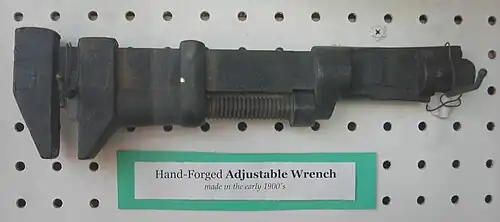 Hand-Forged Adjustable Wrench
made in the early 1900's